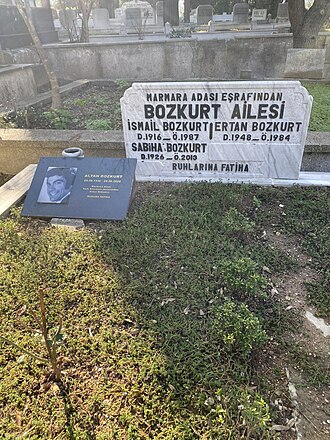 MARMARA ADASI EŞRAFINDAN
BOZKURT AİLESİ
İSMAİL BOZKURT
D.1916 – Ö.1987
ERTAN BOZKURT
D.1948 – Ö.1984
SABİHA BOZKURT
D.1926 – Ö.2013
RUHLARINA FATİHA
ALTAN BOZKURT